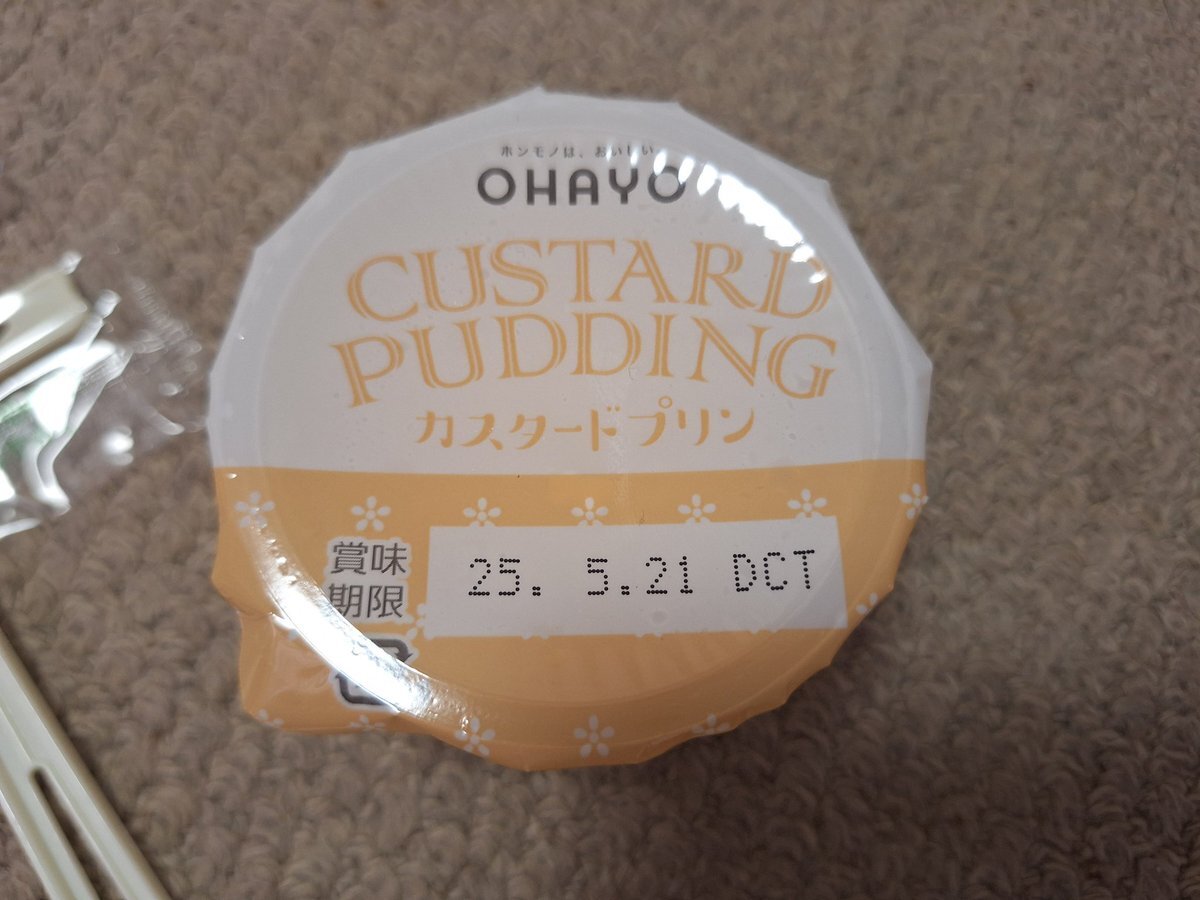 ホンモノは、おいしい
OHAYO
CUSTARD
PUDDING
カスタードプリン
賞味
期限
25. 5.21 DCT